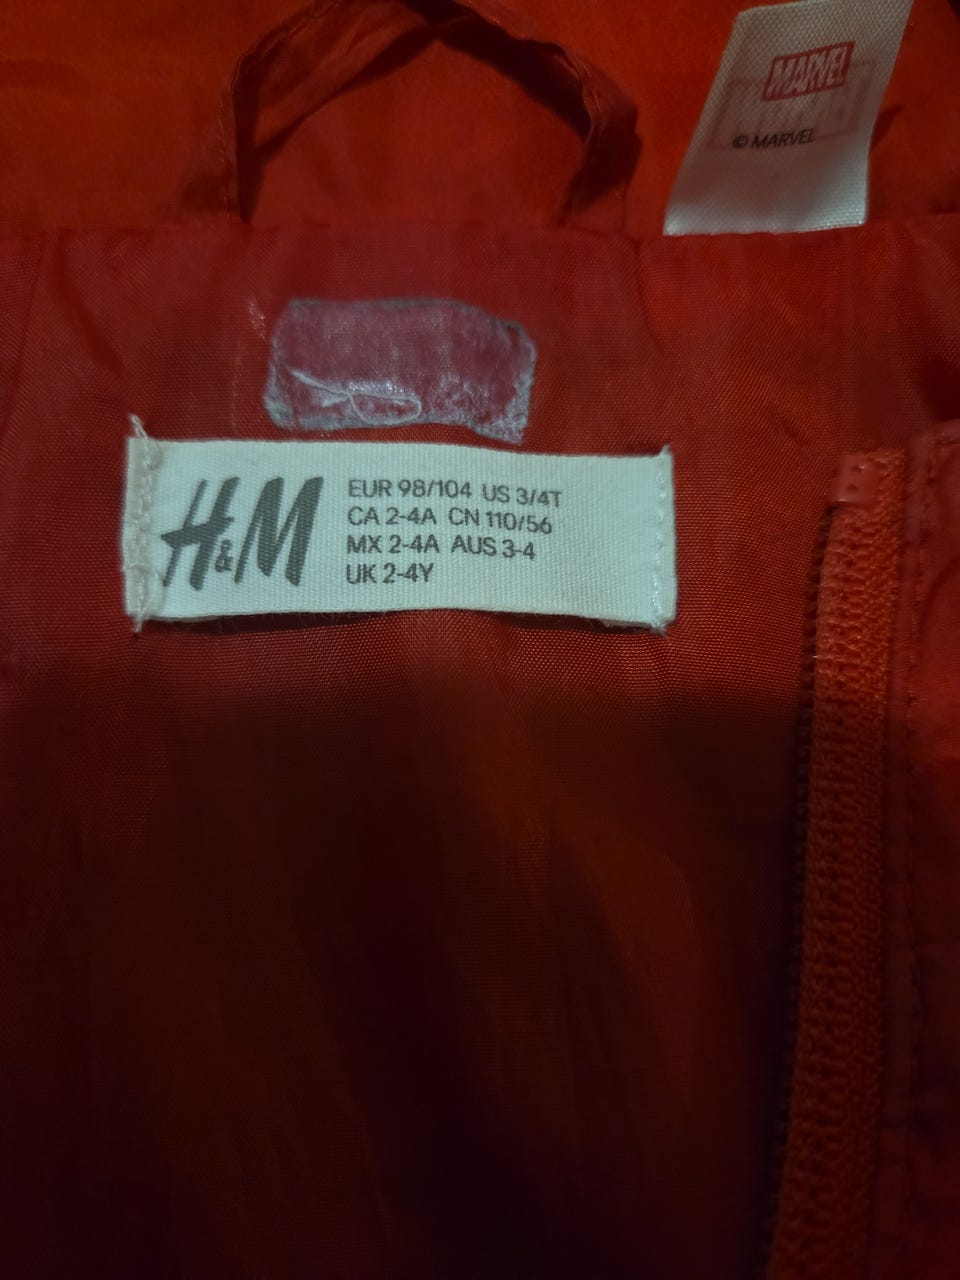 MARVEL
© MARVEL
H&M
EUR 98/104 US 3/4T
CA 2-4A CN 110/56
MX 2-4A AUS 3-4
UK 2-4Y